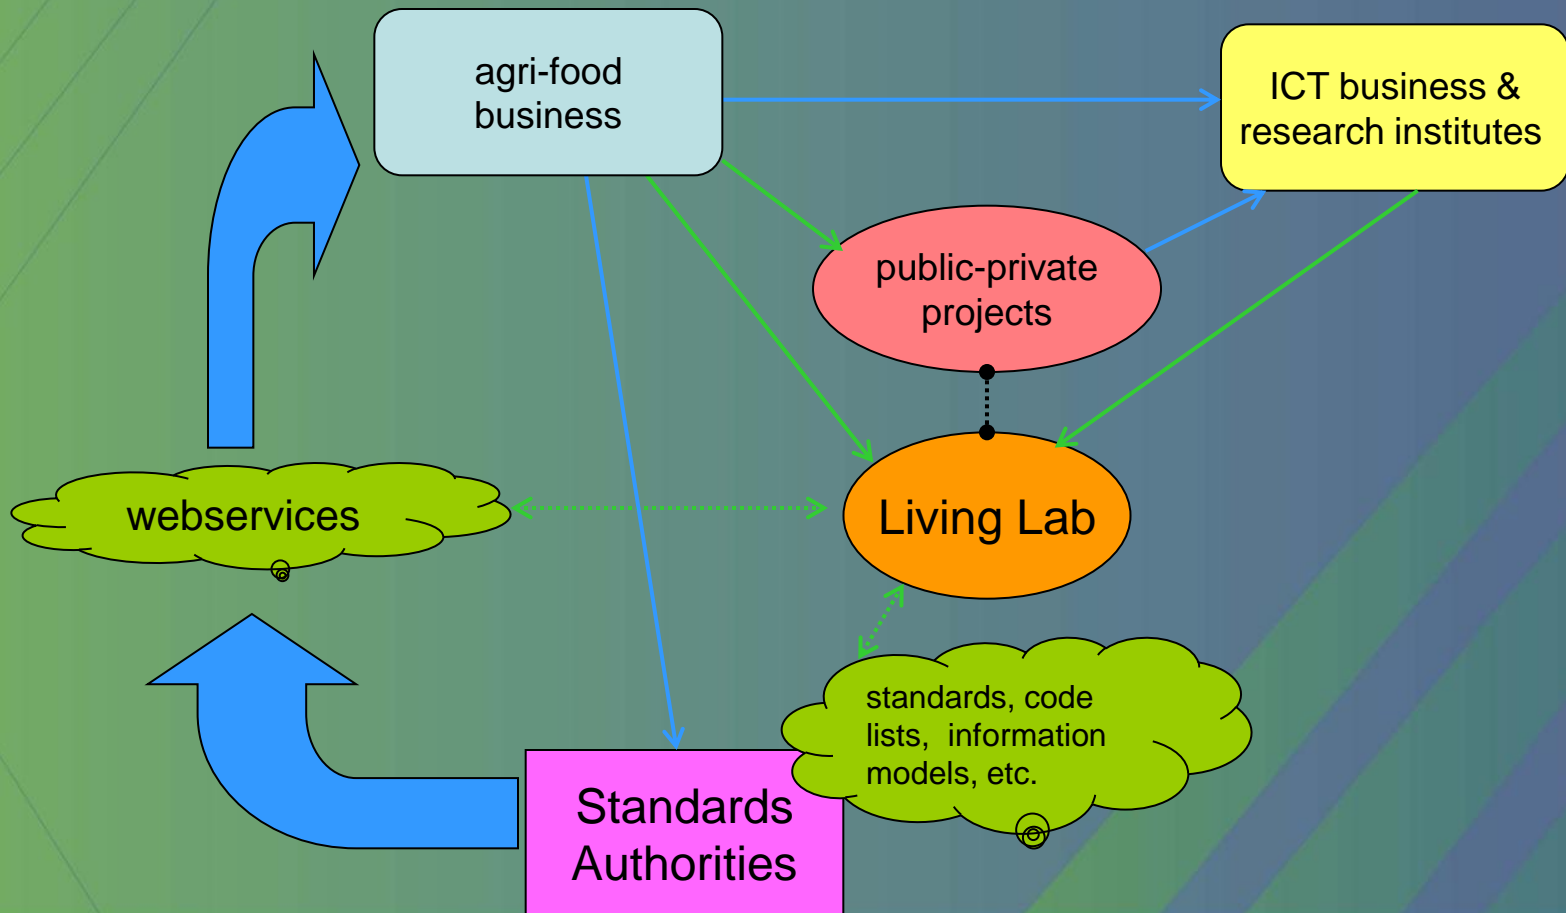 agri-food
business
ICT business &
research institutes
public-private
projects
webservices
Living Lab
standards, code
lists, information
models, etc.
Standards
Authorities